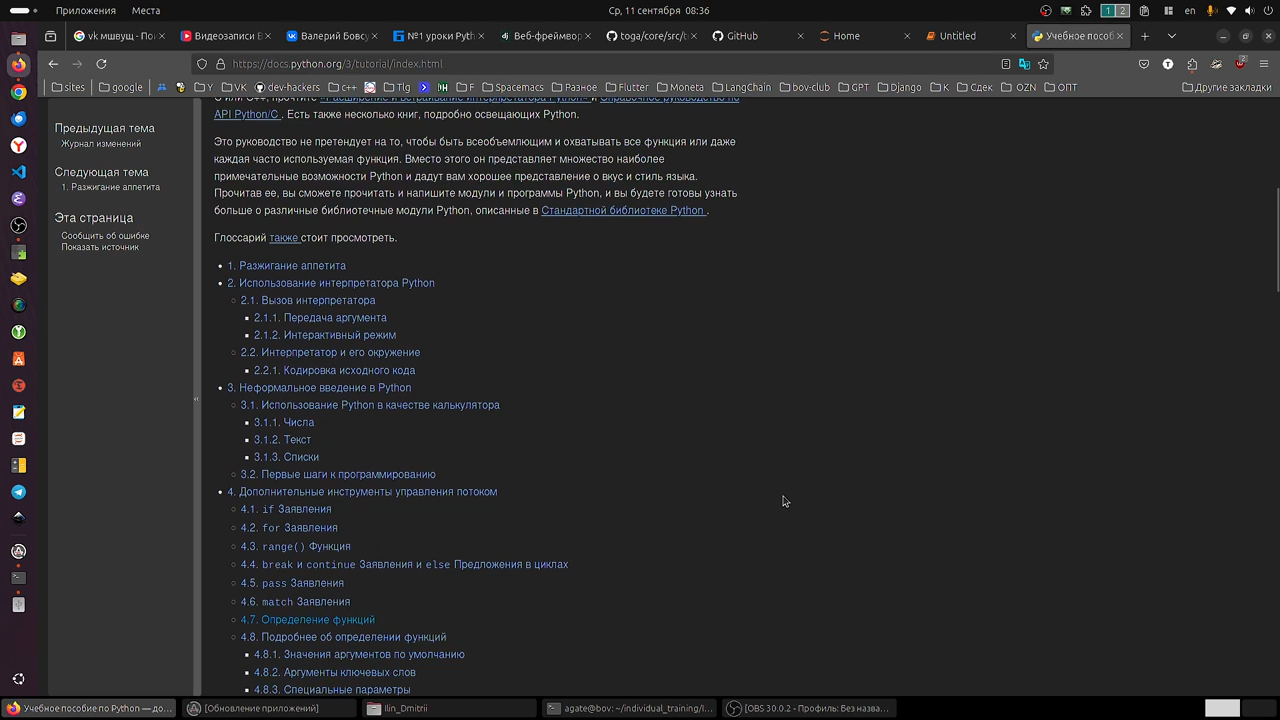 Приложения
Места
Ср, 11 сентября 08:36
1
2
en
vk мшвущ - По
Видеозаписи В
Валерий Бовсу
№1 уроки Pyth
Веб-фреймвор
toga/core/src/t
GitHub
Home
Untitled
Учебное пособ
https://docs.python.org/3/tutorial/index.html
sites
google
Y
VK
dev-hackers
c++
Tlg
H
F
Spacemacs
Разное
Flutter
Moneta
LangChain
bov-club
GPT
Django
K
Сдек
OZN
ОПТ
Другие закладки
Предыдущая тема
Журнал изменений
Следующая тема
1. Разжигание аппетита
Эта страница
Сообщить об ошибке
Показать источник
C или C++, прочтите «Расширение и встраивание интерпретатора Python» и Справочное руководство по
API Python/C . Есть также несколько книг, подробно освещающих Python.
Это руководство не претендует на то, чтобы быть всеобъемлющим и охватывать все функция или даже
каждая часто используемая функция. Вместо этого он представляет множество наиболее
примечательные возможности Python и дадут вам хорошее представление о вкус и стиль языка.
Прочитав ее, вы сможете прочитать и напишите модули и программы Python, и вы будете готовы узнать
больше о различные библиотечные модули Python, описанные в Стандартной библиотеке Python .
Глоссарий также стоит просмотреть.
1. Разжигание аппетита
2. Использование интерпретатора Python
2.1. Вызов интерпретатора
2.1.1. Передача аргумента
2.1.2. Интерактивный режим
2.2. Интерпретатор и его окружение
2.2.1. Кодировка исходного кода
3. Неформальное введение в Python
3.1. Использование Python в качестве калькулятора
3.1.1. Числа
3.1.2. Текст
3.1.3. Списки
3.2. Первые шаги к программированию
4. Дополнительные инструменты управления потоком
4.1. if Заявления
4.2. for Заявления
4.3. range() Функция
4.4. break и continue Заявления и else Предложения в циклах
4.5. pass Заявления
4.6. match Заявления
4.7. Определение функций
4.8. Подробнее об определении функций
4.8.1. Значения аргументов по умолчанию
4.8.2. Аргументы ключевых слов
4.8.3. Специальные параметры
Учебное пособие по Python — до...
[Обновление приложений]
Ilin_Dmitrii
agate@bov: ~/individual_training/I...
[OBS 30.0.2 - Профиль: Без назва...